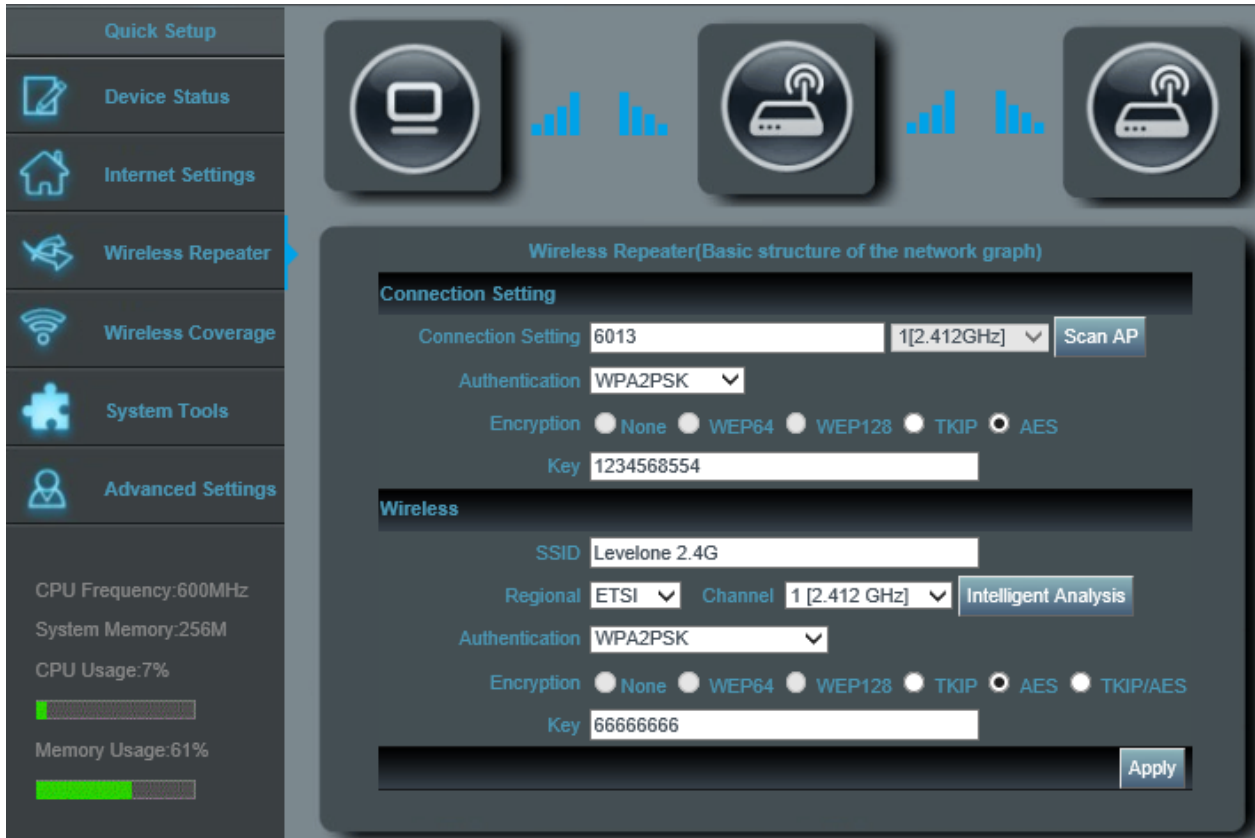 Quick Setup
Device Status
Internet Settings
Wireless Repeater
Wireless Coverage
System Tools
Advanced Settings
CPU Frequency:600MHz
System Memory:256M
CPU Usage:7%
Memory Usage:61%
Wireless Repeater(Basic structure of the network graph)
Connection Setting
Connection Setting 6013 1[2.412GHz] Scan AP
Authentication WPA2PSK
Encryption None WEP64 WEP128 TKIP AES
Key 1234568554
Wireless
SSID Levelone 2.4G
Regional ETSI Channel 1 [2.412 GHz] Intelligent Analysis
Authentication WPA2PSK
Encryption None WEP64 WEP128 TKIP AES TKIP/AES
Key 66666666
Apply